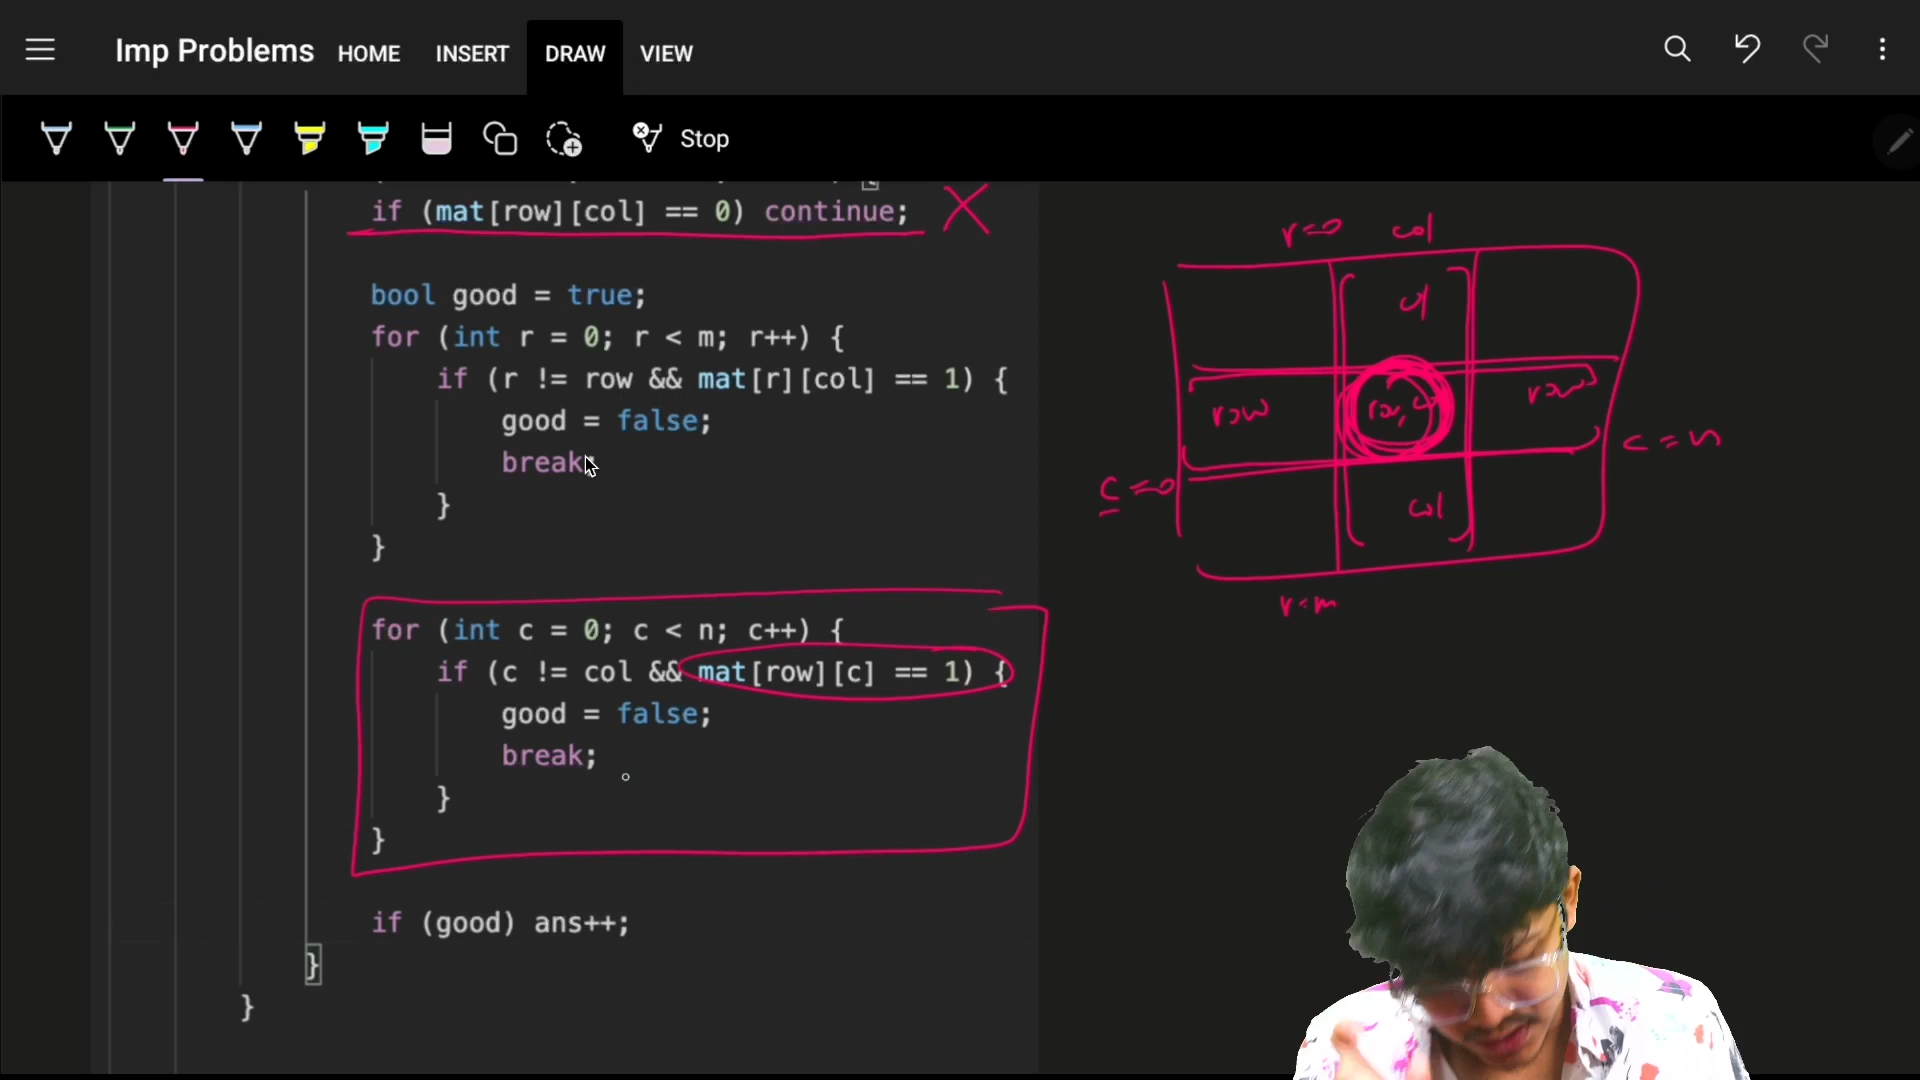 Imp Problems HOME INSERT DRAW VIEW
Stop
if (mat[row][col] == 0) continue;
bool good = true;
for (int r = 0; r < m; r++) {
if (r != row && mat[r][col] == 1) {
good = false;
break;
}
}
for (int c = 0; c < n; c++) {
if (c != col && mat[row][c] == 1) {
good = false;
break;
}
}
if (good) ans++;
}
}
r=0 col
row
row
c=0
c=n
col
r=m